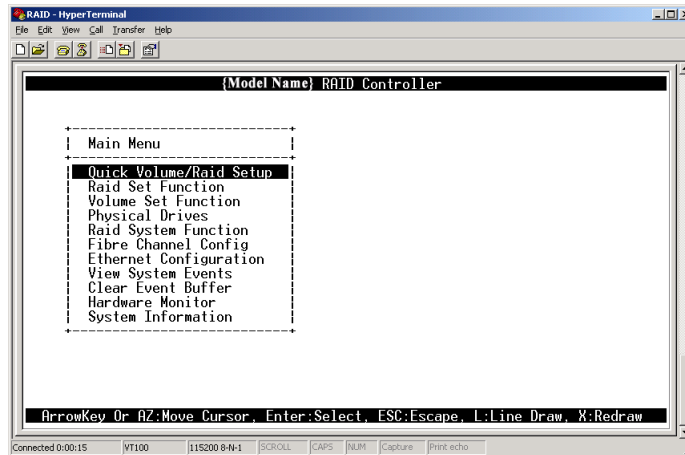 RAID - HyperTerminal
File Edit View Call Transfer Help
{Model Name} RAID Controller
Main Menu
Quick Volume/Raid Setup
Raid Set Function
Volume Set Function
Physical Drives
Raid System Function
Fibre Channel Config
Ethernet Configuration
View System Events
Clear Event Buffer
Hardware Monitor
System Information
ArrowKey Or AZ:Move Cursor, Enter:Select, ESC:Escape, L:Line Draw, X:Redraw
Connected 0:00:15 VT100 115200 8-N-1 SCROLL CAPS NUM Capture Print echo